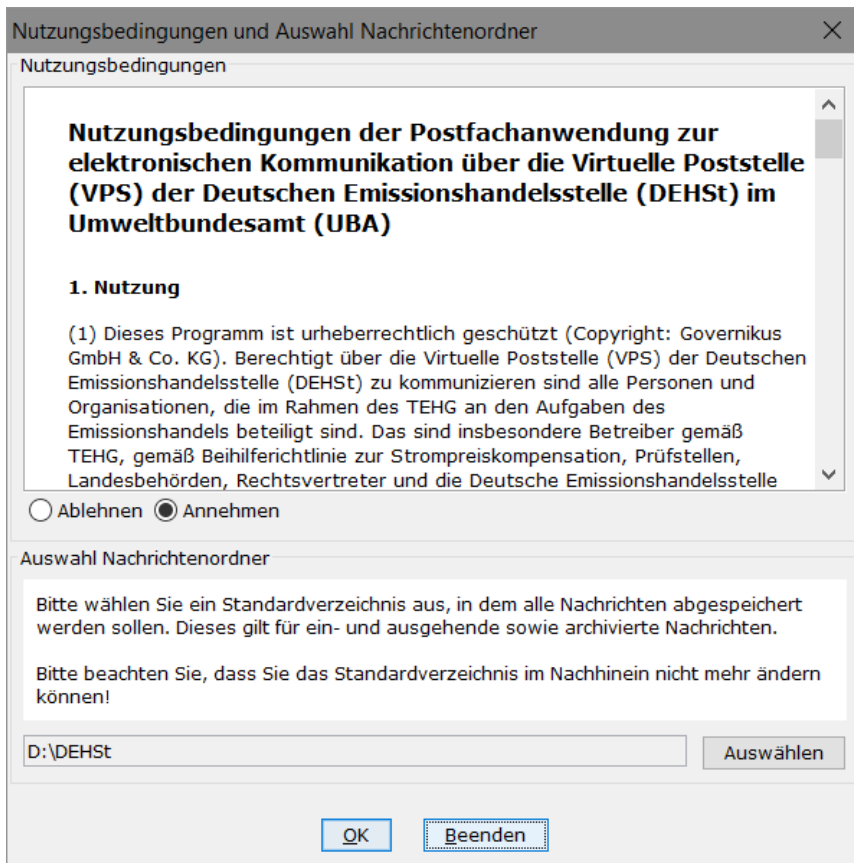 Nutzungsbedingungen und Auswahl Nachrichtenordner
Nutzungsbedingungen
Nutzungsbedingungen der Postfachanwendung zur
elektronischen Kommunikation über die Virtuelle Poststelle
(VPS) der Deutschen Emissionshandelsstelle (DEHSt) im
Umweltbundesamt (UBA)
1. Nutzung
(1) Dieses Programm ist urheberrechtlich geschützt (Copyright: Governikus
GmbH & Co. KG). Berechtigt über die Virtuelle Poststelle (VPS) der Deutschen
Emissionshandelsstelle (DEHSt) zu kommunizieren sind alle Personen und
Organisationen, die im Rahmen des TEHG an den Aufgaben des
Emissionshandels beteiligt sind. Das sind insbesondere Betreiber gemäß
TEHG, gemäß Beihilferichtlinie zur Strompreiskompensation, Prüfstellen,
Landesbehörden, Rechtsvertreter und die Deutsche Emissionshandelsstelle
Ablehnen Annehmen
Auswahl Nachrichtenordner
Bitte wählen Sie ein Standardverzeichnis aus, in dem alle Nachrichten abgespeichert
werden sollen. Dieses gilt für ein- und ausgehende sowie archivierte Nachrichten.
Bitte beachten Sie, dass Sie das Standardverzeichnis im Nachhinein nicht mehr ändern
können!
D:\DEHSt Auswählen
OK Beenden